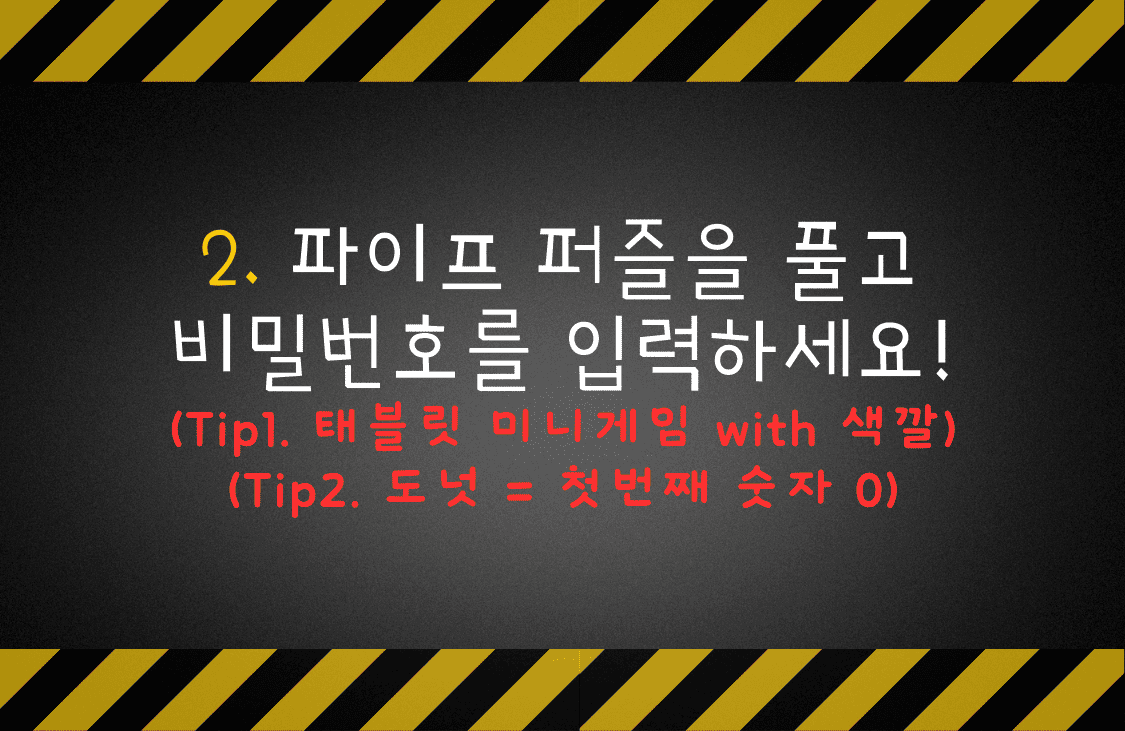 2. 파이프 퍼즐을 풀고
비밀번호를 입력하세요!
(Tip1. 태블릿 미니게임 with 색깔)
(Tip2. 도넛 = 첫번째 숫자 0)